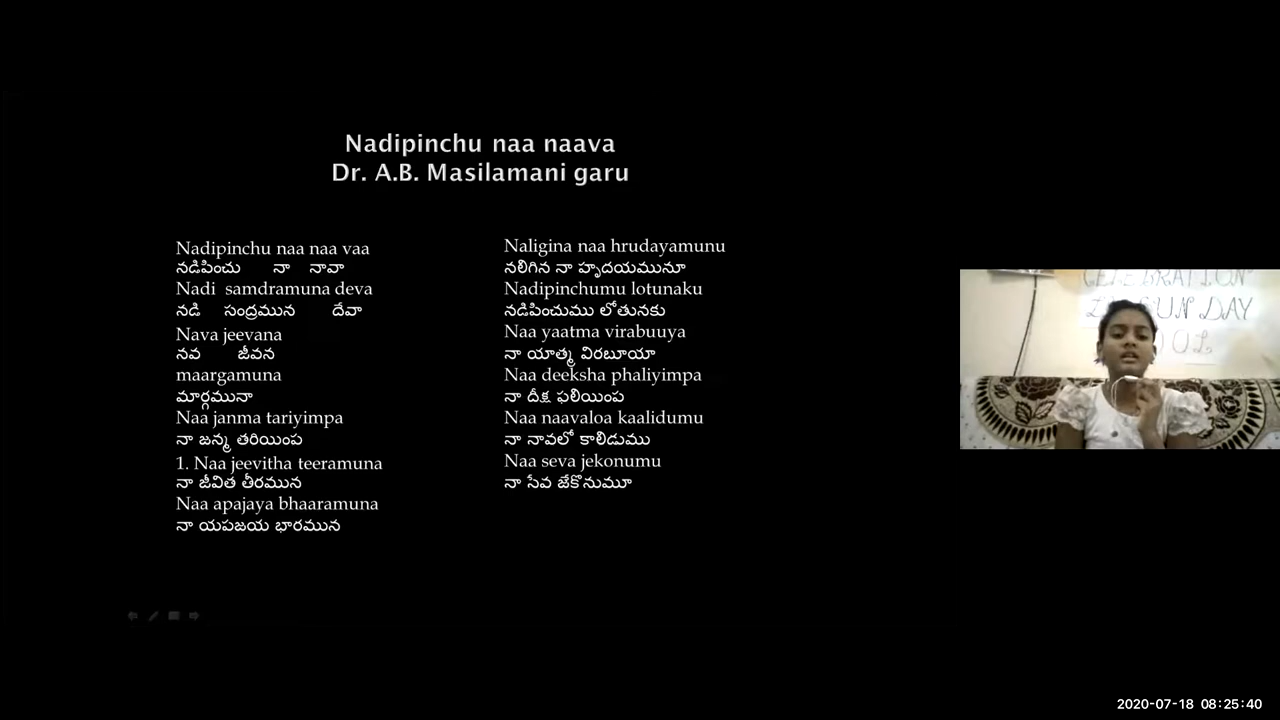 Nadipinchu naa naava
Dr. A.B. Masilamani garu
Nadipinchu naa naa vaa
నడిపించు నా నావా
Nadi samdramuna deva
నడి సంద్రమున దేవా
Nava jeevana
నవ జీవన
maargamuna
మార్గమునా
Naa janma tariyimpa
నా జన్మ తరియింప
1. Naa jeevitha teeramuna
నా జీవిత తీరమున
Naa apajaya bhaaramuna
నా యపజయ భారమున
Naligina naa hrudayamunu
నలిగిన నా హృదయమునూ
Nadipinchumu lotunaku
నడిపించుము లోతునకు
Naa yaatma virabuuya
నా యాత్మ విరబూయా
Naa deeksha phaliyimpa
నా దీక్ష ఫలియింప
Naa naavaloa kaalidumu
నా నావలో కాలిడుము
Naa seva jekonumu
నా సేవ జేకొనుమూ
CELEBRATION
SUNDAY
2020-07-18 08:25:40